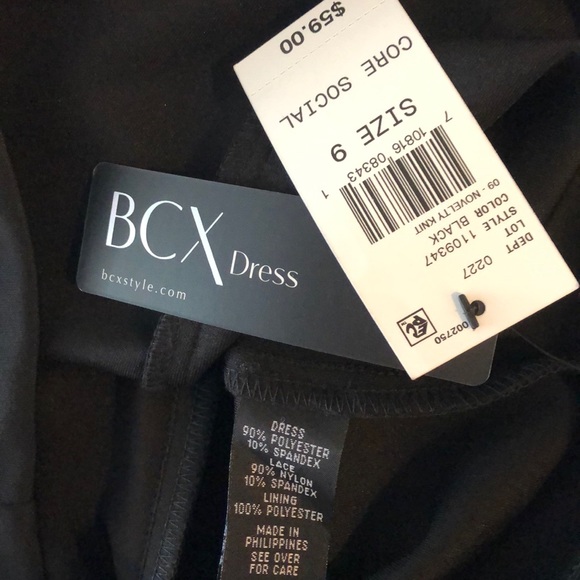 BCX Dress
bcxstyle.com
$59.00
CORE SOCIAL
SIZE 9
7 10816 08343 1
09 - NOVELTY KNIT
COLOR BLACK
STYLE 1109347
LOT
DEPT 0227
002750
DRESS
90% POLYESTER
10% SPANDEX
LACE
90% NYLON
10% SPANDEX
LINING
100% POLYESTER
MADE IN
PHILIPPINES
SEE OVER
FOR CARE